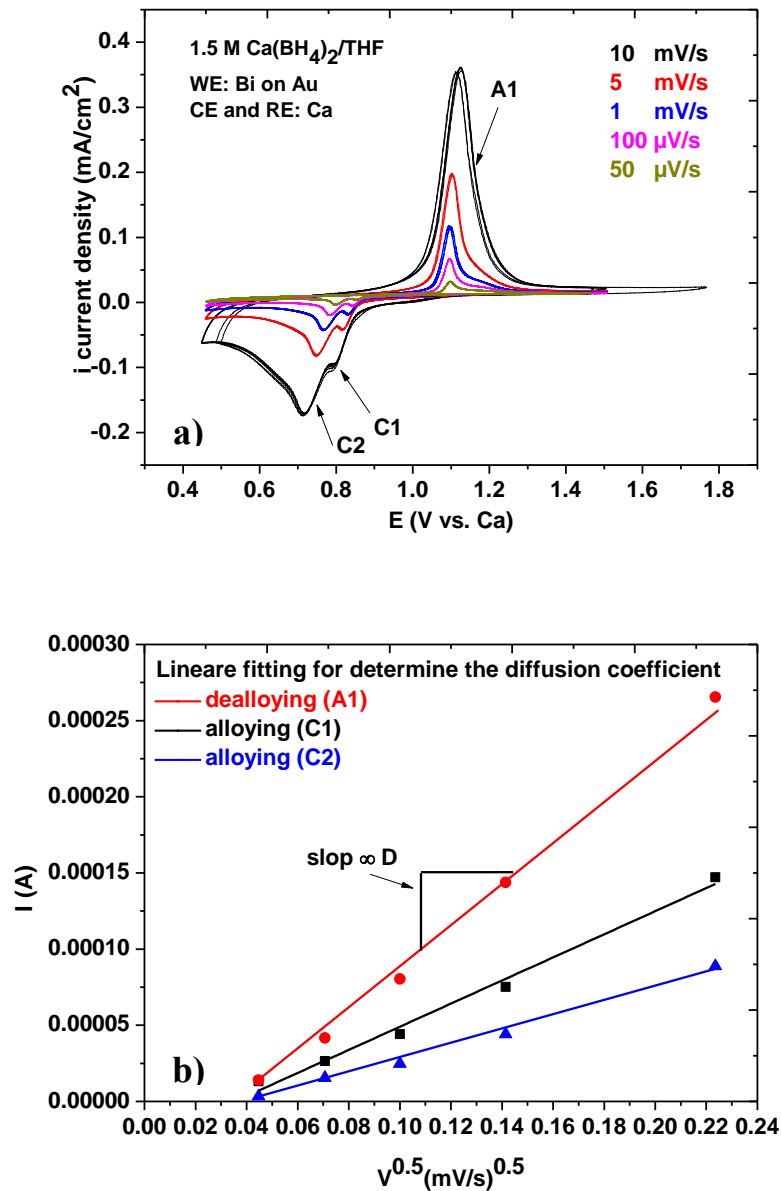 1.5 M Ca(BH4)2/THF
WE: Bi on Au
CE and RE: Ca
10 mV/s
5 mV/s
1 mV/s
100 µV/s
50 µV/s
A1
C1
C2
a)
i current density (mA/cm2)
0.4
0.3
0.2
0.1
0.0
-0.1
-0.2
0.4 0.6 0.8 1.0 1.2 1.4 1.6 1.8
E (V vs. Ca)
Lineare fitting for determine the diffusion coefficient
dealloying (A1)
alloying (C1)
alloying (C2)
slop ∝ D
b)
I (A)
0.00030
0.00025
0.00020
0.00015
0.00010
0.00005
0.00000
0.00 0.02 0.04 0.06 0.08 0.10 0.12 0.14 0.16 0.18 0.20 0.22 0.24
V0.5(mV/s)0.5